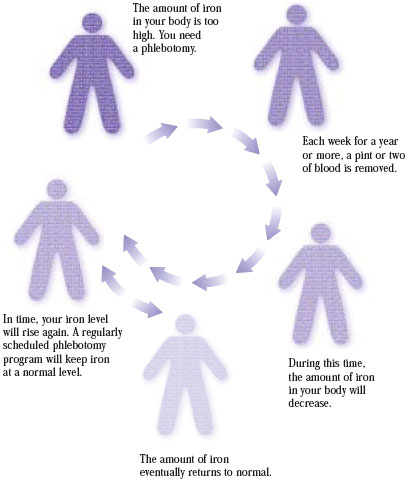 The amount of iron
in your body is too
high. You need
a phlebotomy.
Each week for a year
or more, a pint or two
of blood is removed.
During this time,
the amount of iron
in your body will
decrease.
The amount of iron
eventually returns to normal.
In time, your iron level
will rise again. A regularly
scheduled phlebotomy
program will keep iron
at a normal level.